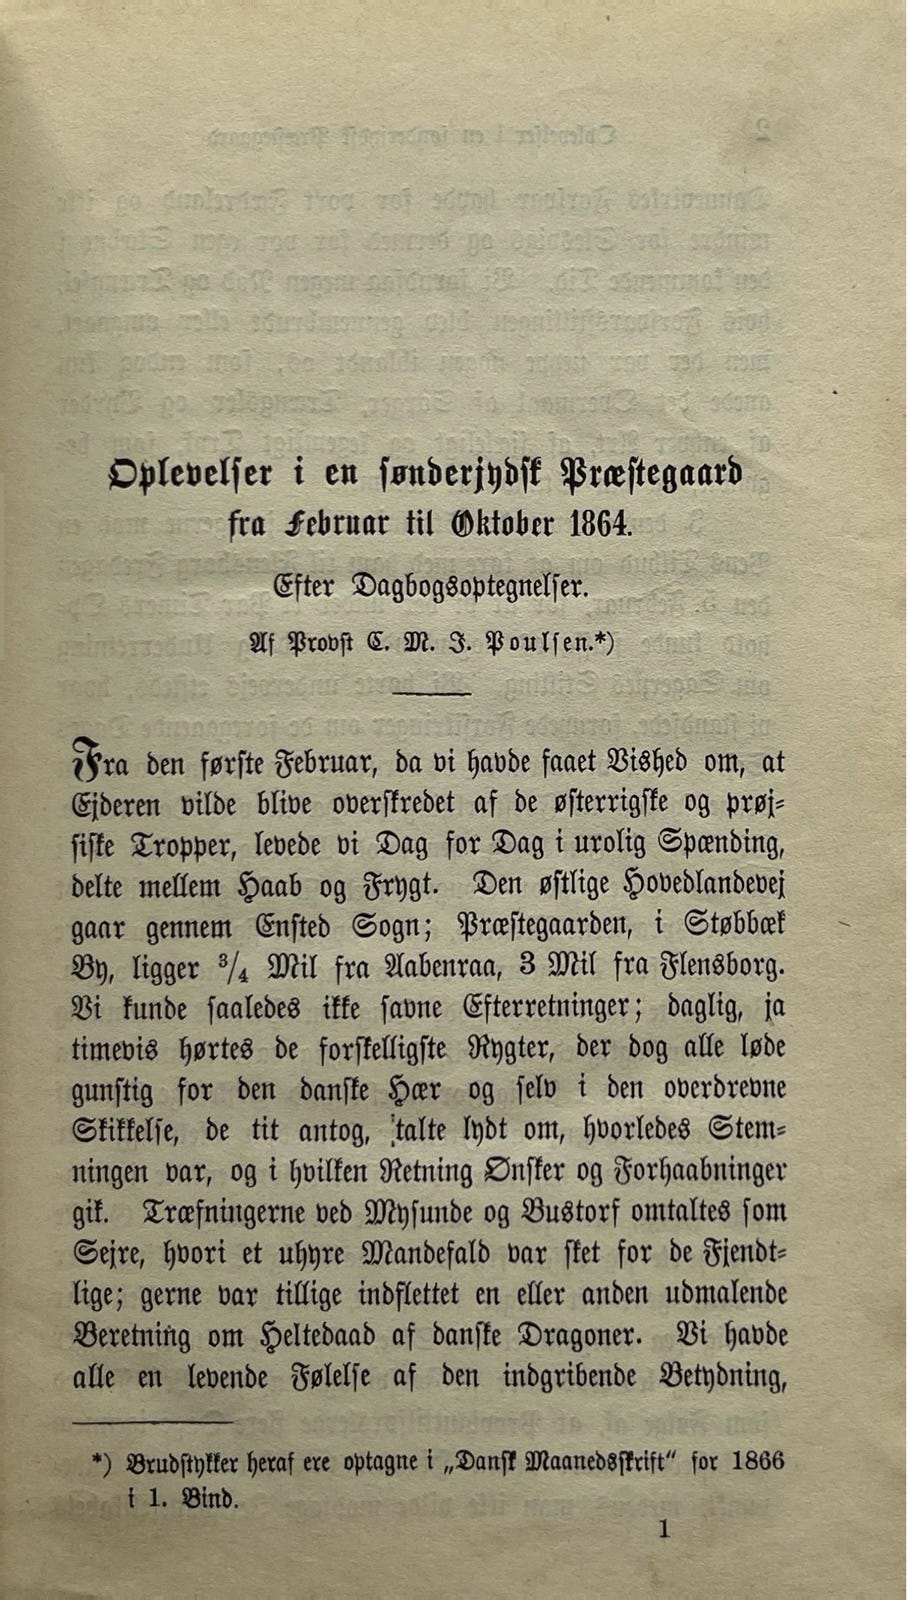 Oplevelser i en sønderjydsk Præstegaard
fra Februar til Oktober 1864.
Efter Dagbogsoptegnelser.
Af Provst C. M. J. Poulsen.*)
Fra den første Februar, da vi havde faaet Vished om, at
Ejderen vilde blive overskredet af de østerrigske og prøj-
siske Tropper, levede vi Dag for Dag i urolig Spænding,
delte mellem Haab og Frygt. Den østlige Hovedlandevej
gaar gennem Ensted Sogn; Præstegaarden, i Støbbæk
By, ligger 3/4 Mil fra Aabenraa, 3 Mil fra Flensborg.
Vi kunde saaledes ikke savne Efterretninger; daglig, ja
timevis hørtes de forskelligste Rygter, der dog alle løde
gunstig for den danske Hær og selv i den overdrevne
Skikkelse, de tit antog, talte lydt om, hvorledes Stem-
ningen var, og i hvilken Retning Ønsker og Forhaabninger
gik. Træfningerne ved Mysunde og Bustorf omtaltes som
Sejre, hvori et uhyre Mandefald var sket for de Fjendt-
lige; gerne var tillige indflettet en eller anden udmalende
Beretning om Heltedaad af danske Dragoner. Vi havde
alle en levende Følelse af den indgribende Betydning,
*) Brudstykker heraf ere optagne i „Dansk Maanedsskrift" for 1866
i 1. Bind.
1